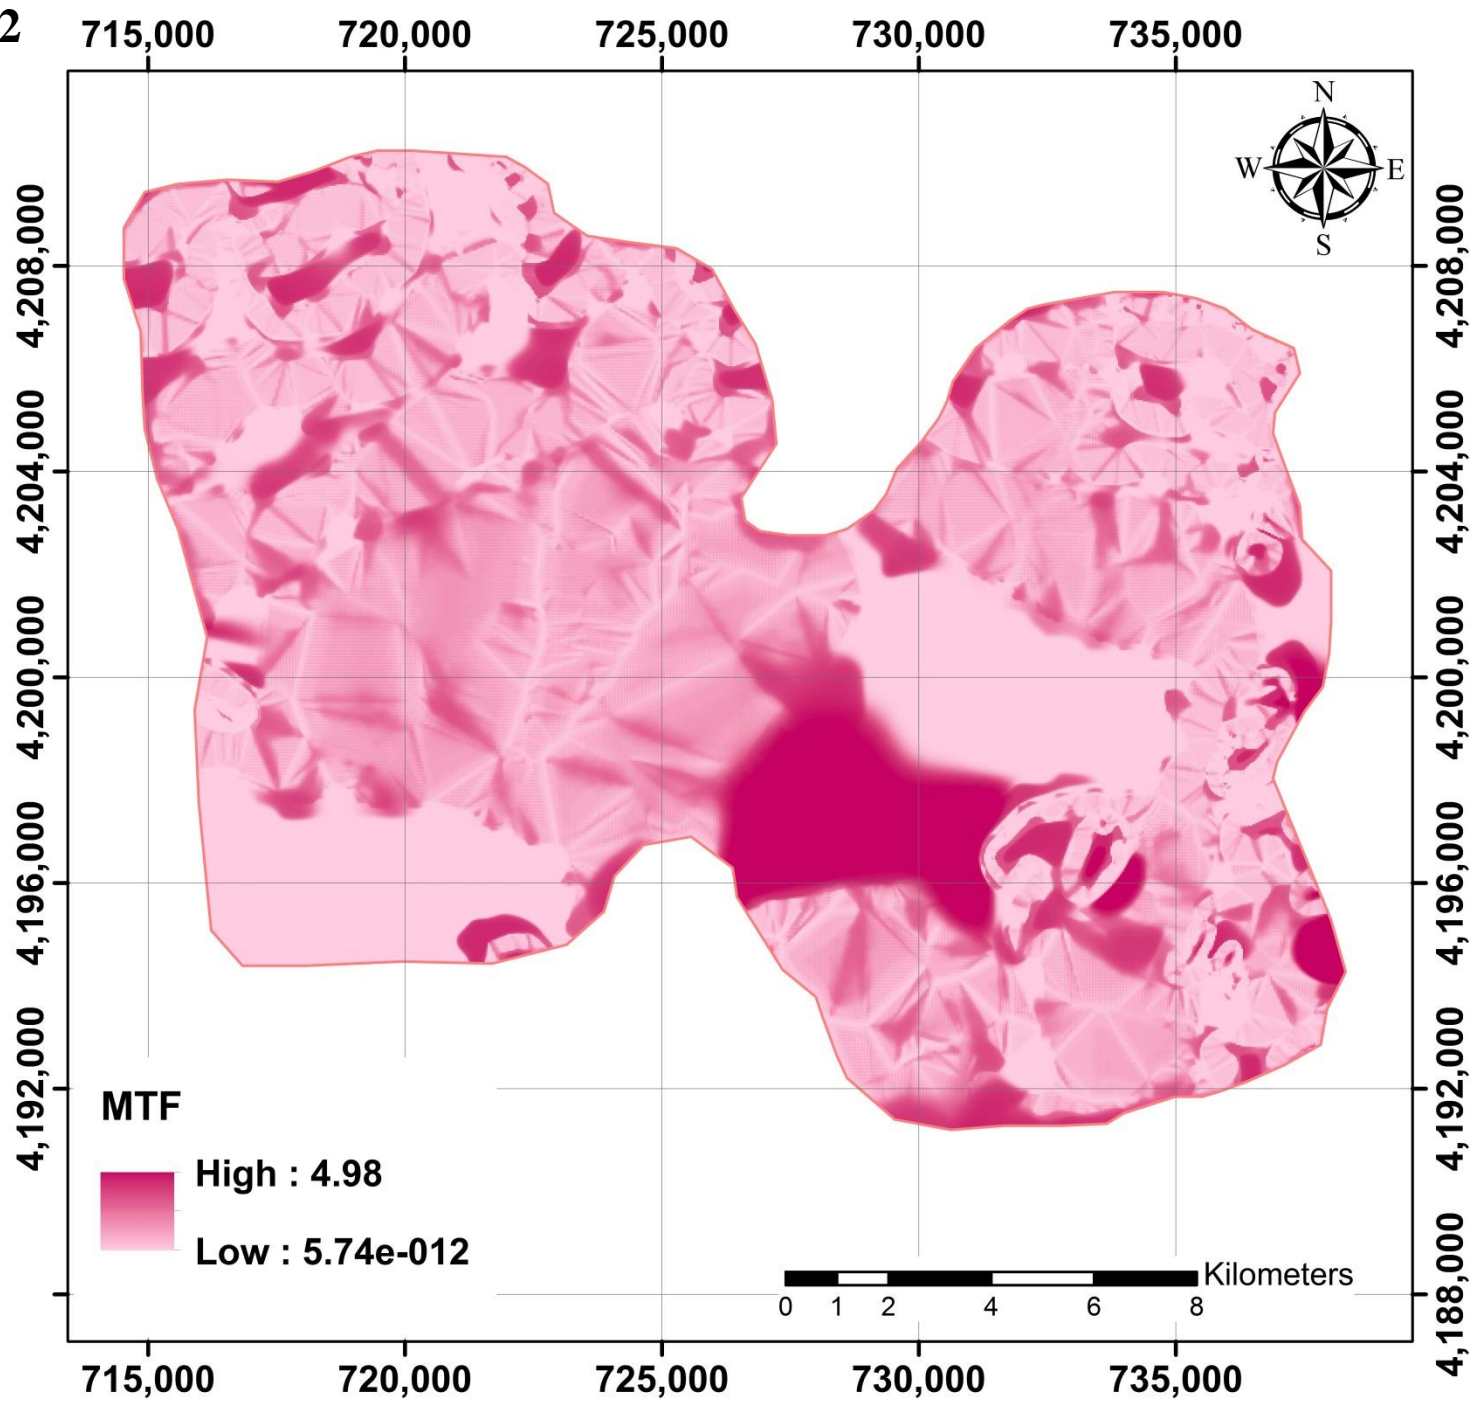 2
715,000 720,000 725,000 730,000 735,000
N
W E
S
4,208,000 4,208,000
4,204,000 4,204,000
4,200,000 4,200,000
4,196,000 4,196,000
4,192,000 4,192,000
4,188,000
MTF
High : 4.98
Low : 5.74e-012
Kilometers
0 1 2 4 6 8
715,000 720,000 725,000 730,000 735,000